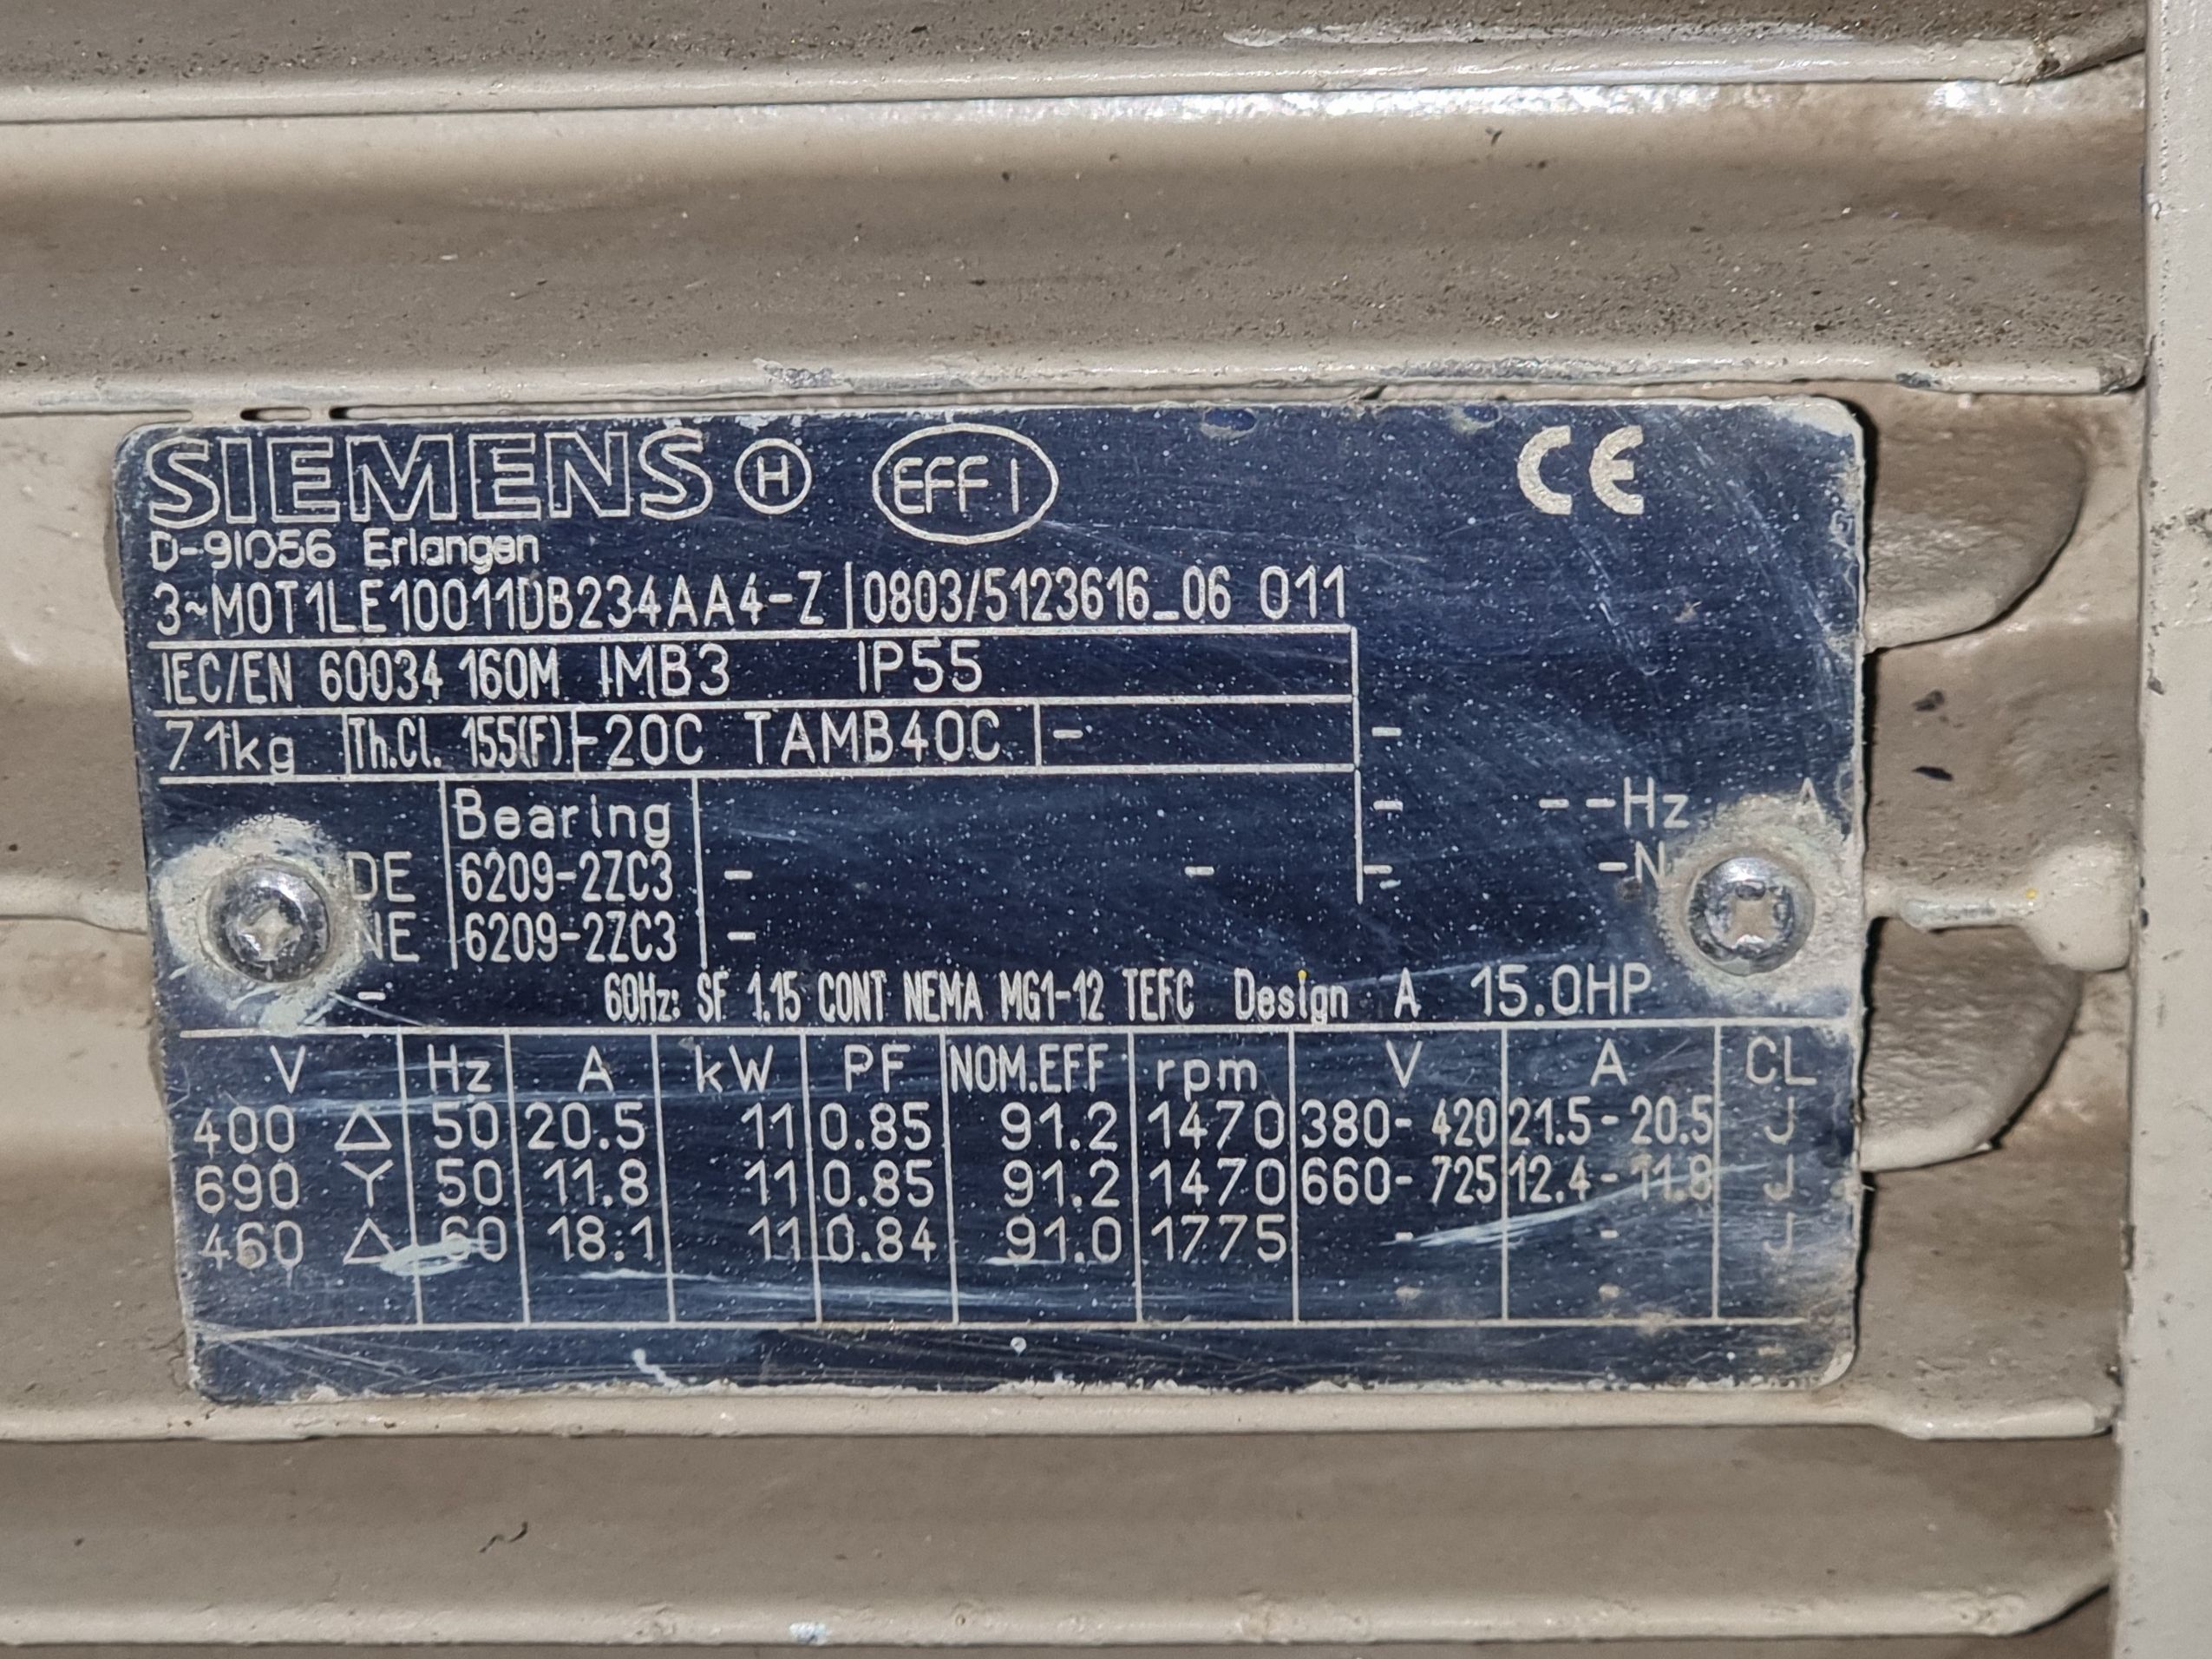 SIEMENS H EFF 1 CE
D-91056 Erlangen
3~MOT1LE10011DB234AA4-Z 0803/5123616_06 011
IEC/EN 60034 160M IMB3 IP55
71kg Th.Cl. 155(F) -20C TAMB40C - -
Bearing - --Hz A
DE 6209-2ZC3 - - - -N
NE 6209-2ZC3 -
- 60Hz: SF 1.15 CONT NEMA MG1-12 TEFC Design A 15.0HP
V Hz A kW PF NOM.EFF rpm V A CL
400 △ 50 20.5 11 0.85 91.2 1470 380- 420 21.5-20.5 J
690 Y 50 11.8 11 0.85 91.2 1470 660- 725 12.4-11.8 J
460 △ 60 18.1 11 0.84 91.0 1775 - - J
- -